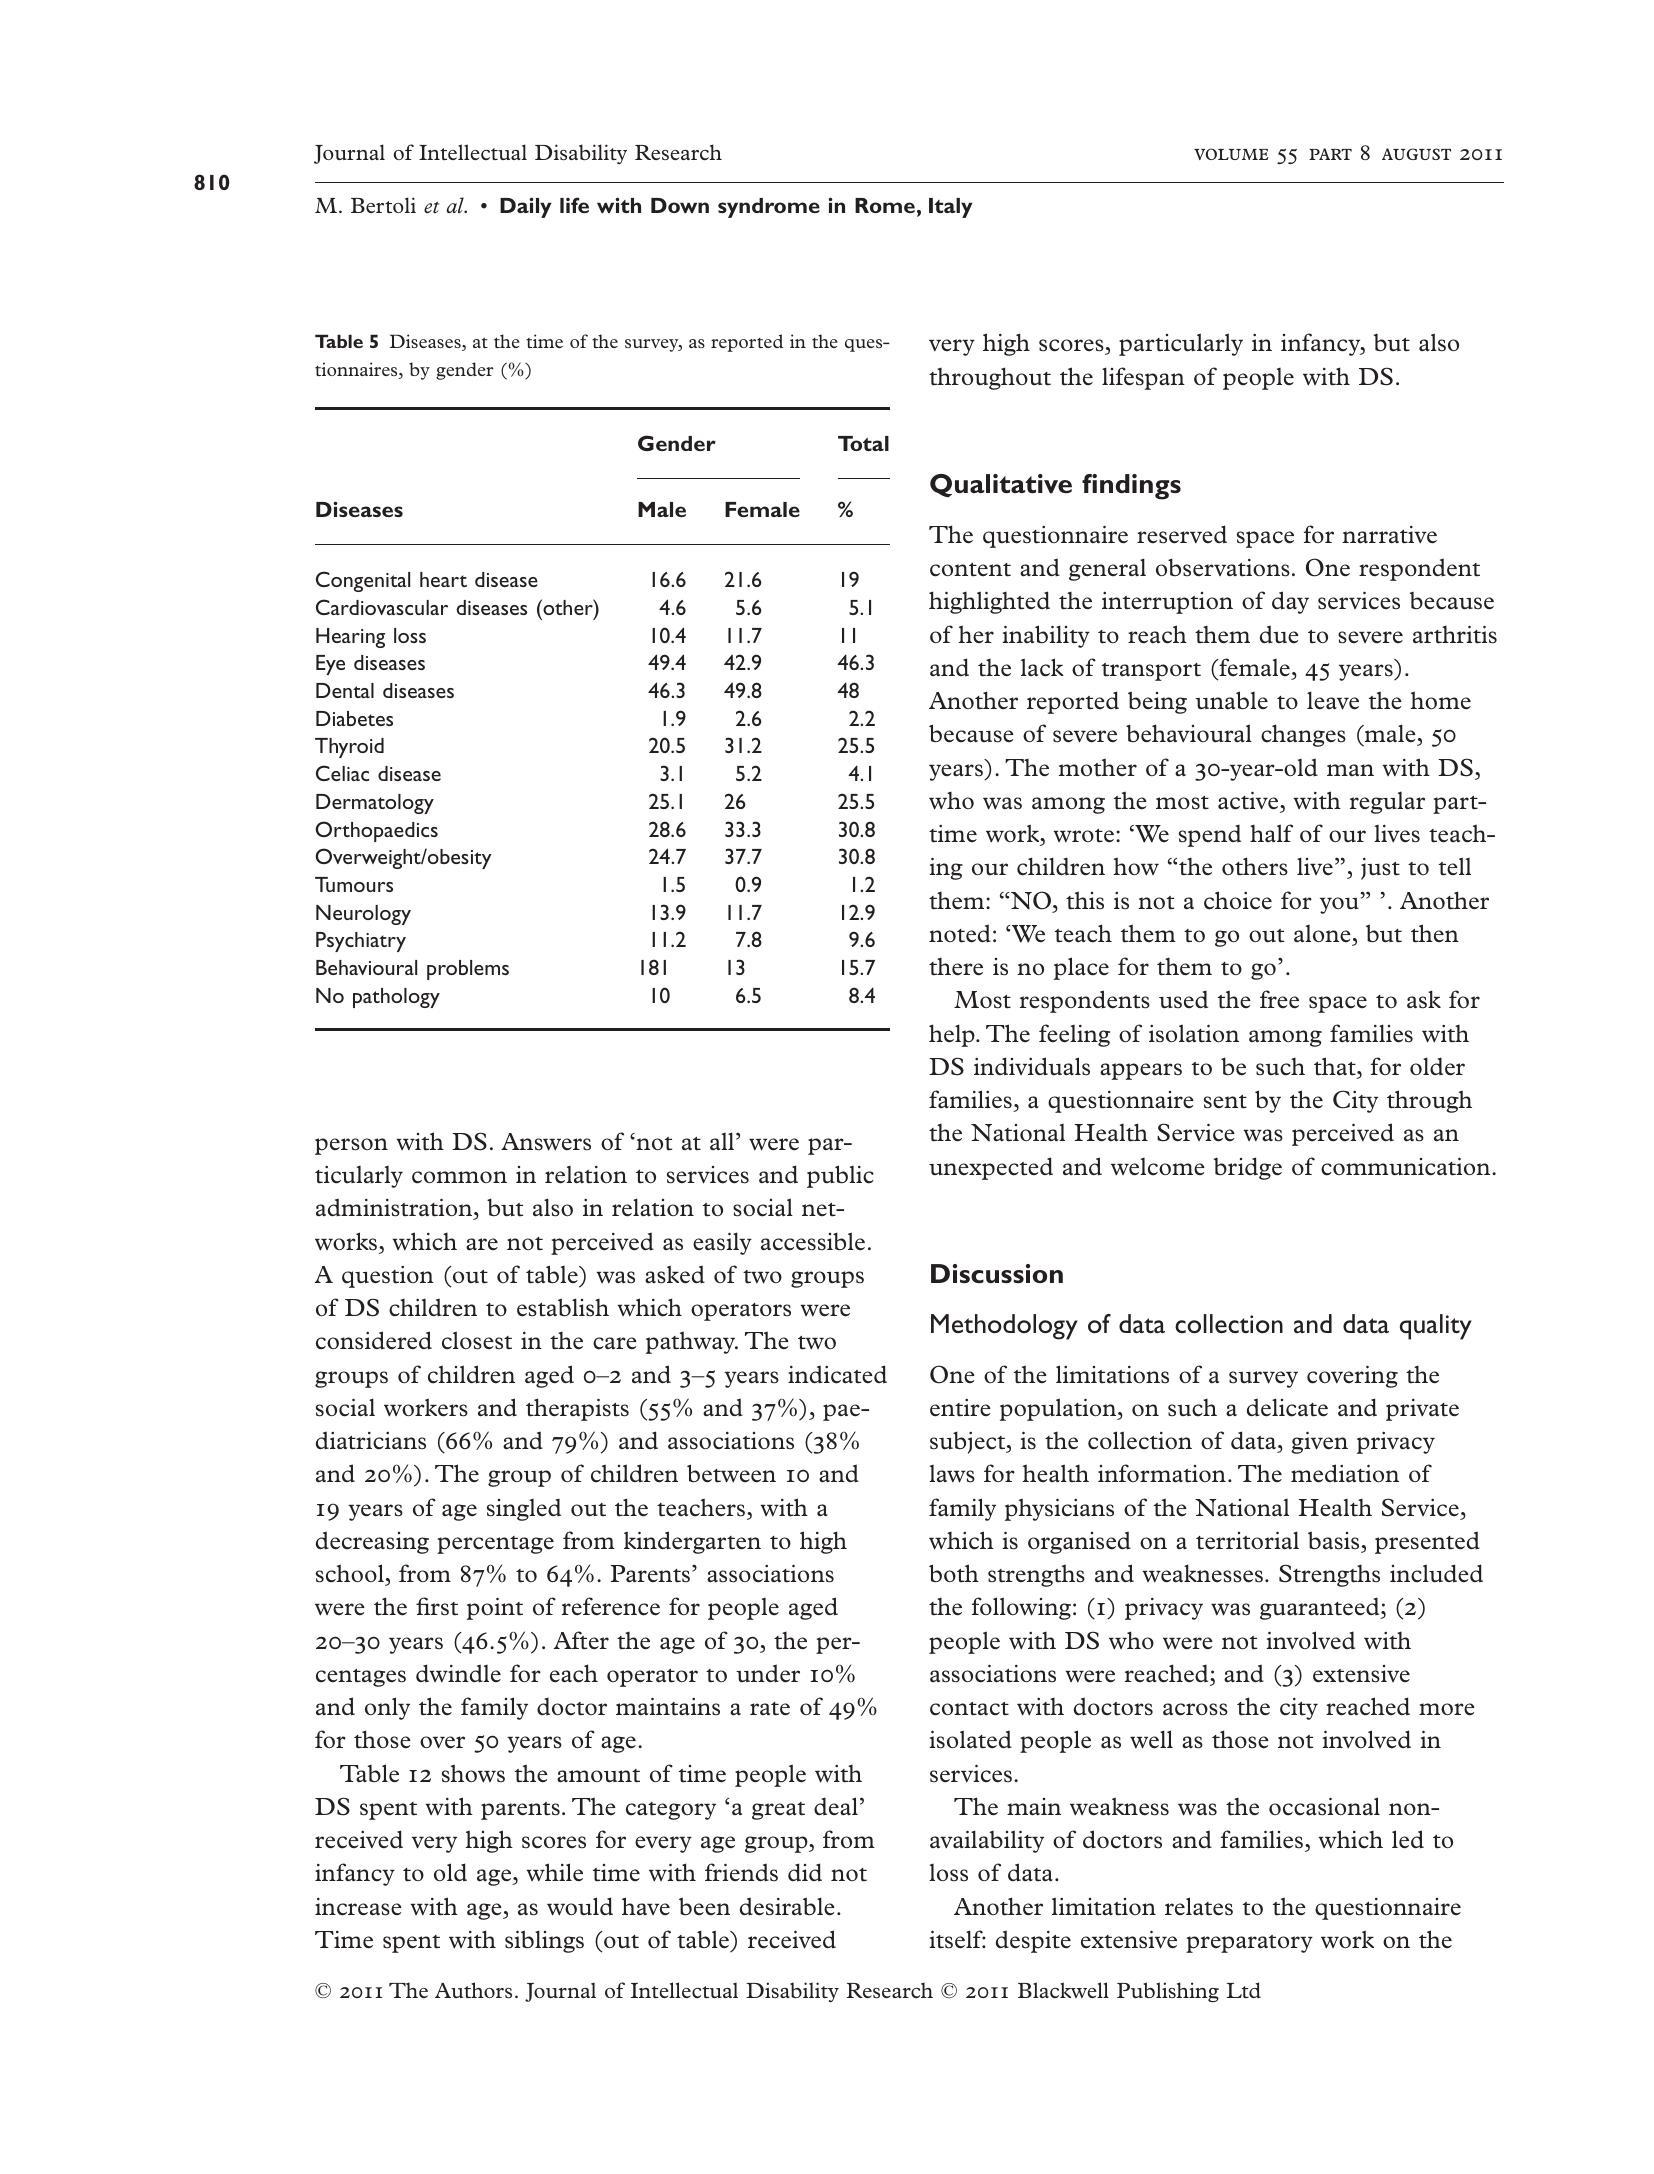 Journal of Intellectual Disability Research
VOLUME 55 PART 8 AUGUST 2011
810
M. Bertoli et al. • Daily life with Down syndrome in Rome, Italy
Table 5 Diseases, at the time of the survey, as reported in the ques-
tionnaires, by gender (%)
Gender Total
Diseases Male Female %
Congenital heart disease 16.6 21.6 19
Cardiovascular diseases (other) 4.6 5.6 5.1
Hearing loss 10.4 11.7 11
Eye diseases 49.4 42.9 46.3
Dental diseases 46.3 49.8 48
Diabetes 1.9 2.6 2.2
Thyroid 20.5 31.2 25.5
Celiac disease 3.1 5.2 4.1
Dermatology 25.1 26 25.5
Orthopaedics 28.6 33.3 30.8
Overweight/obesity 24.7 37.7 30.8
Tumours 1.5 0.9 1.2
Neurology 13.9 11.7 12.9
Psychiatry 11.2 7.8 9.6
Behavioural problems 181 13 15.7
No pathology 10 6.5 8.4
person with DS. Answers of ‘not at all’ were par-
ticularly common in relation to services and public
administration, but also in relation to social net-
works, which are not perceived as easily accessible.
A question (out of table) was asked of two groups
of DS children to establish which operators were
considered closest in the care pathway. The two
groups of children aged 0–2 and 3–5 years indicated
social workers and therapists (55% and 37%), pae-
diatricians (66% and 79%) and associations (38%
and 20%). The group of children between 10 and
19 years of age singled out the teachers, with a
decreasing percentage from kindergarten to high
school, from 87% to 64%. Parents’ associations
were the first point of reference for people aged
20–30 years (46.5%). After the age of 30, the per-
centages dwindle for each operator to under 10%
and only the family doctor maintains a rate of 49%
for those over 50 years of age.
Table 12 shows the amount of time people with
DS spent with parents. The category ‘a great deal’
received very high scores for every age group, from
infancy to old age, while time with friends did not
increase with age, as would have been desirable.
Time spent with siblings (out of table) received
very high scores, particularly in infancy, but also
throughout the lifespan of people with DS.
Qualitative findings
The questionnaire reserved space for narrative
content and general observations. One respondent
highlighted the interruption of day services because
of her inability to reach them due to severe arthritis
and the lack of transport (female, 45 years).
Another reported being unable to leave the home
because of severe behavioural changes (male, 50
years). The mother of a 30-year-old man with DS,
who was among the most active, with regular part-
time work, wrote: ‘We spend half of our lives teach-
ing our children how “the others live”, just to tell
them: “NO, this is not a choice for you” ’. Another
noted: ‘We teach them to go out alone, but then
there is no place for them to go’.
Most respondents used the free space to ask for
help. The feeling of isolation among families with
DS individuals appears to be such that, for older
families, a questionnaire sent by the City through
the National Health Service was perceived as an
unexpected and welcome bridge of communication.
Discussion
Methodology of data collection and data quality
One of the limitations of a survey covering the
entire population, on such a delicate and private
subject, is the collection of data, given privacy
laws for health information. The mediation of
family physicians of the National Health Service,
which is organised on a territorial basis, presented
both strengths and weaknesses. Strengths included
the following: (1) privacy was guaranteed; (2)
people with DS who were not involved with
associations were reached; and (3) extensive
contact with doctors across the city reached more
isolated people as well as those not involved in
services.
The main weakness was the occasional non-
availability of doctors and families, which led to
loss of data.
Another limitation relates to the questionnaire
itself: despite extensive preparatory work on the
© 2011 The Authors. Journal of Intellectual Disability Research © 2011 Blackwell Publishing Ltd